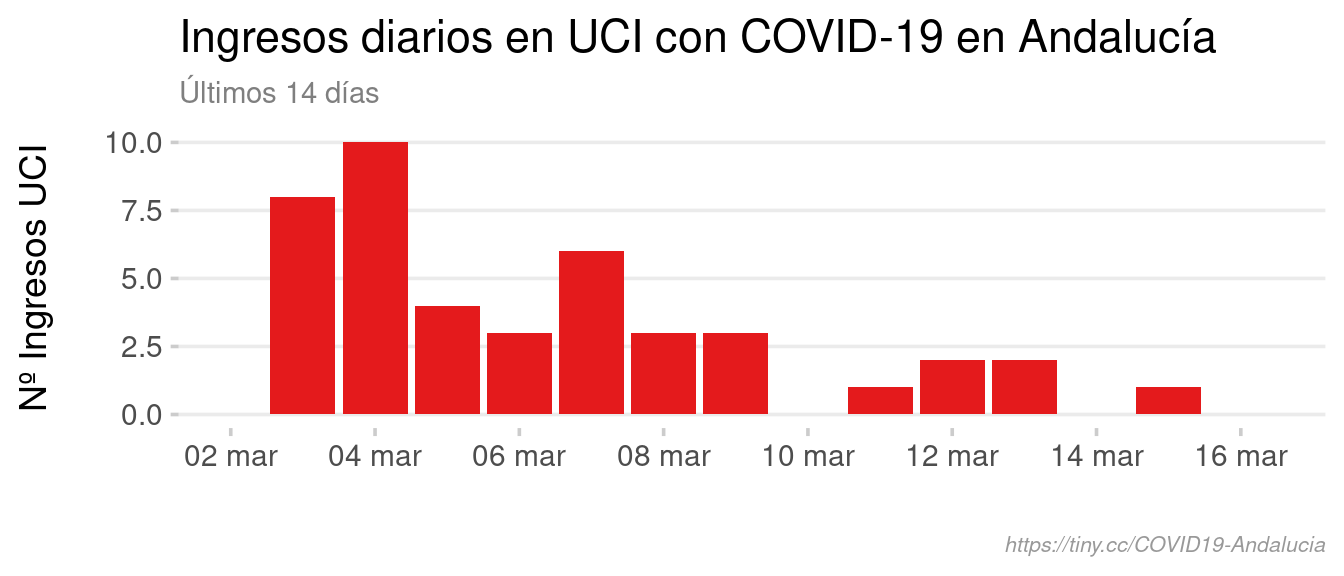 Ingresos diarios en UCI con COVID-19 en Andalucía
Últimos 14 días
Nº Ingresos UCI
10.0
7.5
5.0
2.5
0.0
02 mar 04 mar 06 mar 08 mar 10 mar 12 mar 14 mar 16 mar
https://tiny.cc/COVID19-Andalucia